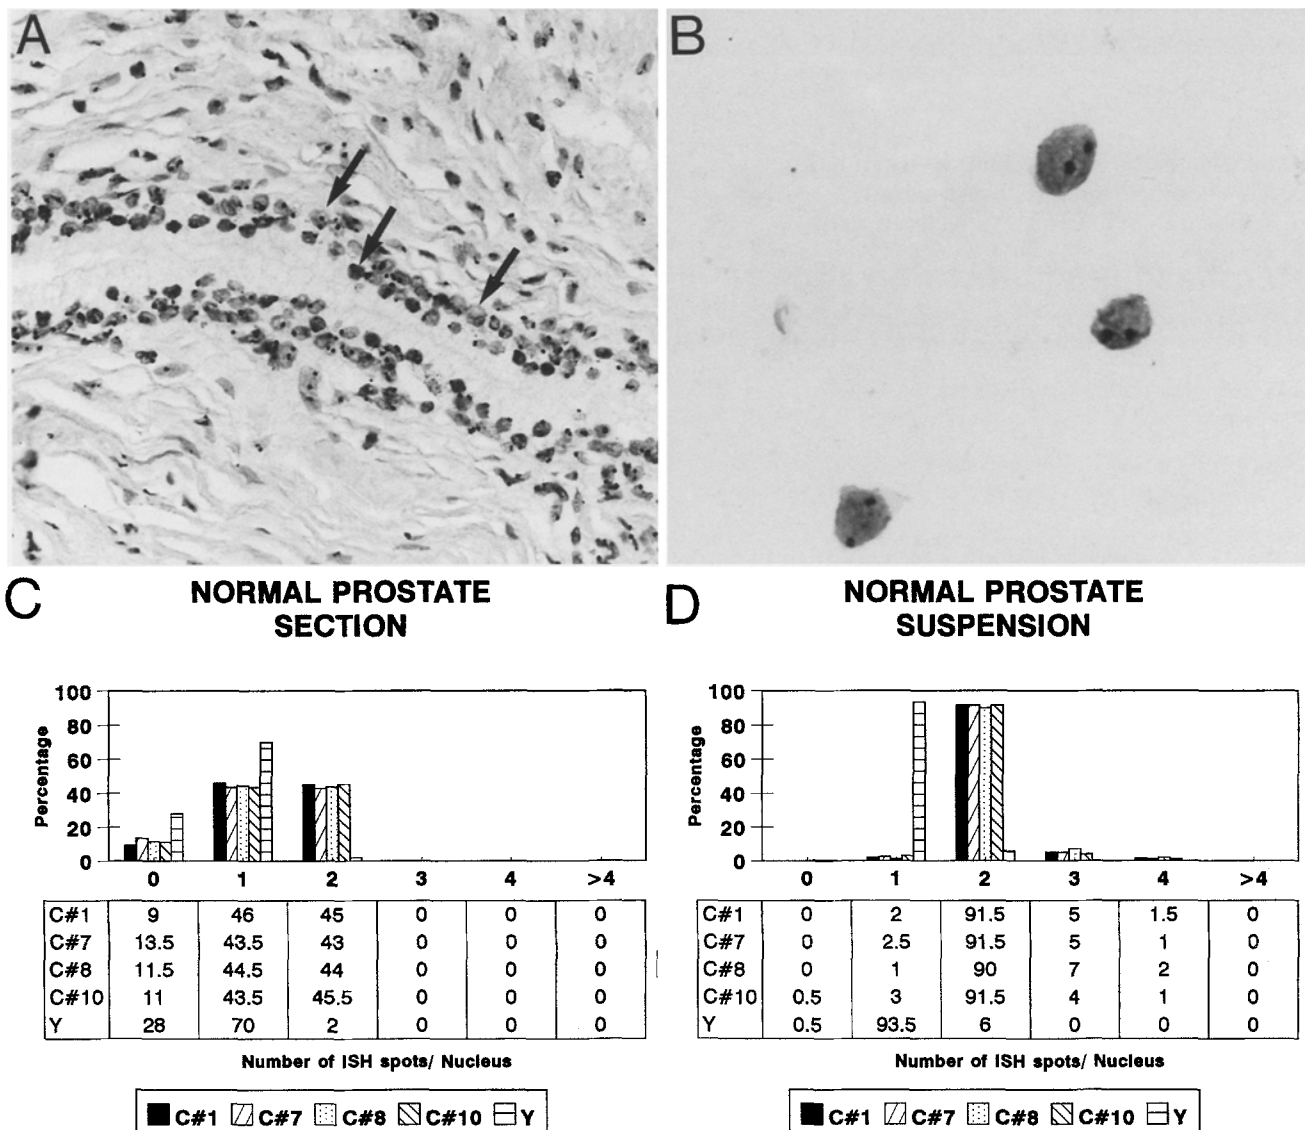 A
B
C
NORMAL PROSTATE
SECTION
Percentage
100
80
60
40
20
0
0 1 2 3 4 >4
C#1 9 46 45 0 0 0
C#7 13.5 43.5 43 0 0 0
C#8 11.5 44.5 44 0 0 0
C#10 11 43.5 45.5 0 0 0
Y 28 70 2 0 0 0
Number of ISH spots/ Nucleus
C#1 C#7 C#8 C#10 Y
D
NORMAL PROSTATE
SUSPENSION
Percentage
100
80
60
40
20
0
0 1 2 3 4 >4
C#1 0 2 91.5 5 1.5 0
C#7 0 2.5 91.5 5 1 0
C#8 0 1 90 7 2 0
C#10 0.5 3 91.5 4 1 0
Y 0.5 93.5 6 0 0 0
Number of ISH spots/ Nucleus
C#1 C#7 C#8 C#10 Y